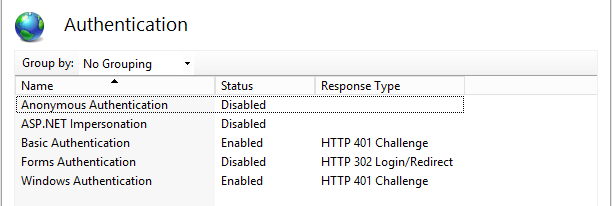 Authentication
Group by: No Grouping
Name Status Response Type
Anonymous Authentication Disabled
ASP.NET Impersonation Disabled
Basic Authentication Enabled HTTP 401 Challenge
Forms Authentication Disabled HTTP 302 Login/Redirect
Windows Authentication Enabled HTTP 401 Challenge